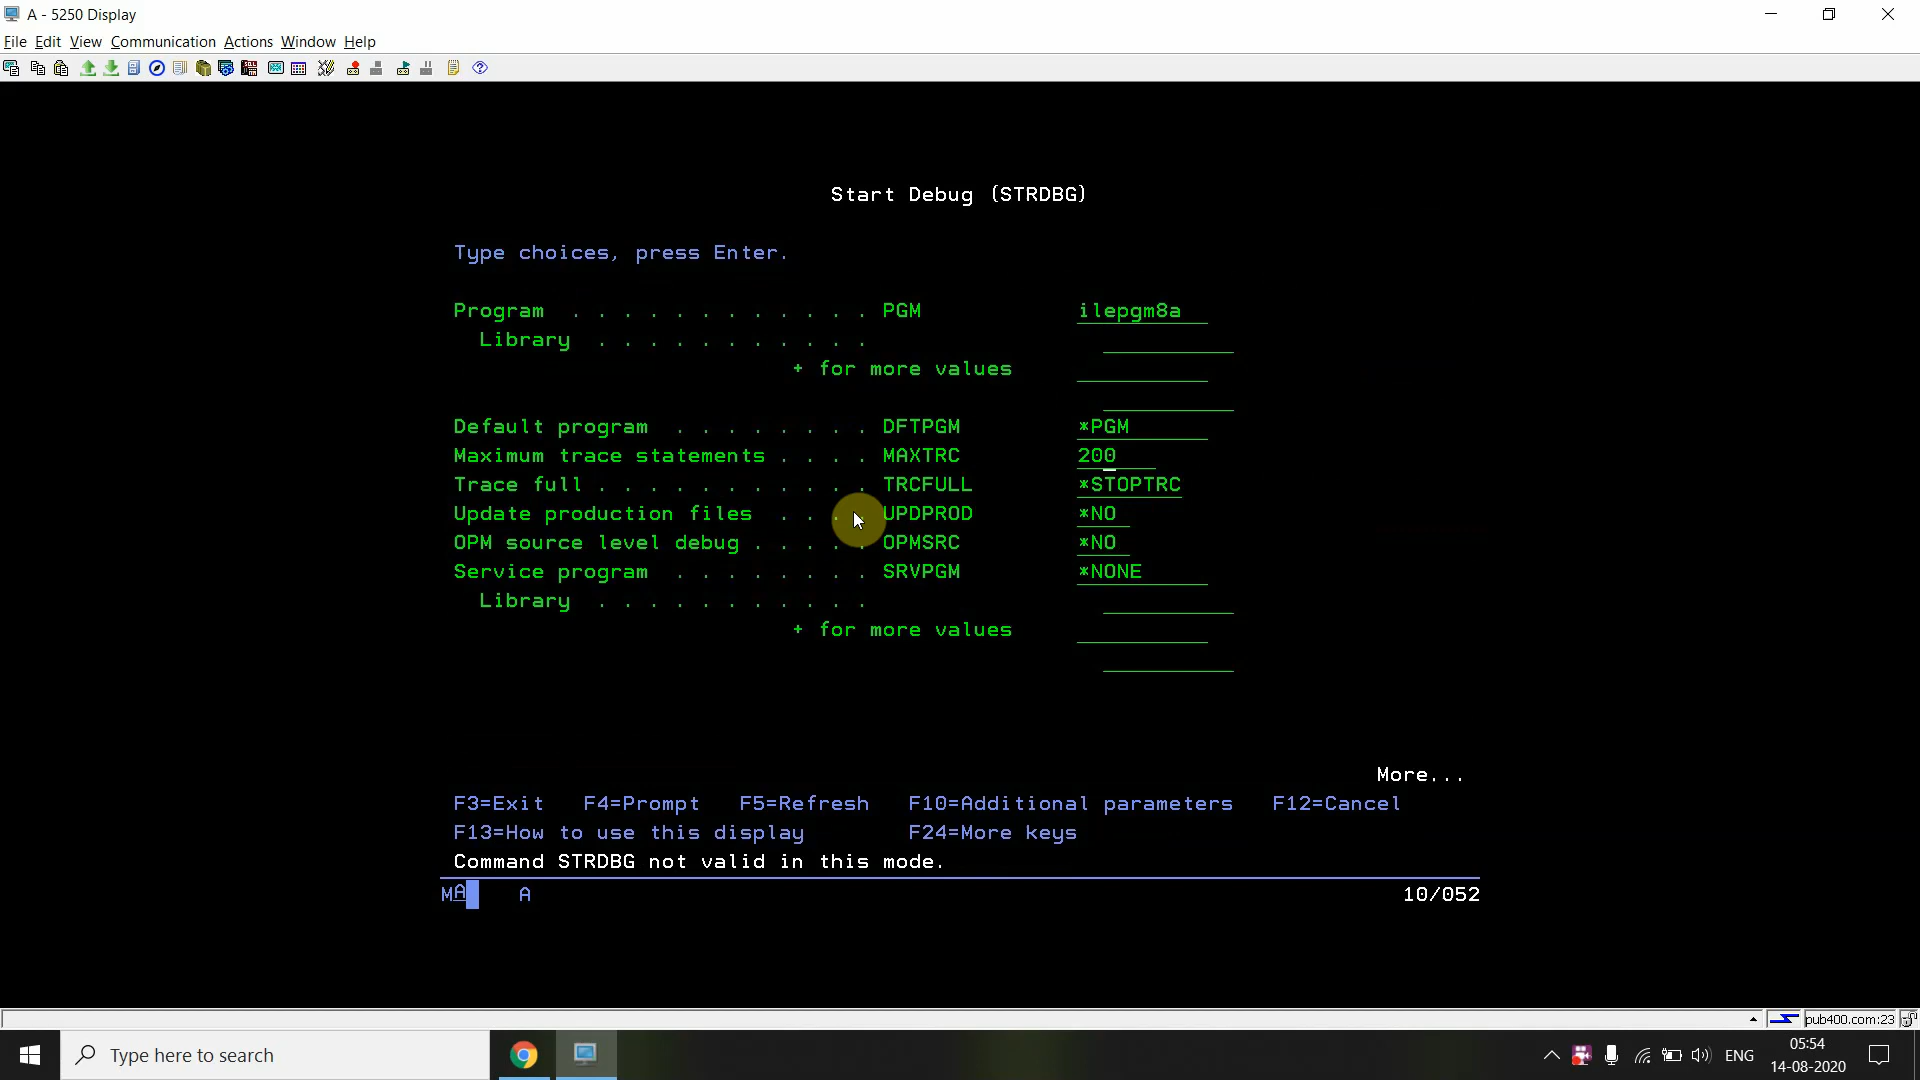 A - 5250 Display
File Edit View Communication Actions Window Help
Start Debug (STRDBG)
Type choices, press Enter.
Program . . . . . . . . . . . . PGM ilepgm8a
Library . . . . . . . . . . .
+ for more values
Default program . . . . . . . . DFTPGM *PGM
Maximum trace statements . . . . MAXTRC 200
Trace full . . . . . . . . . . . TRCFULL *STOPTRC
Update production files . . . . UPDPROD *NO
OPM source level debug . . . . . OPMSRC *NO
Service program . . . . . . . . SRVPGM *NONE
Library . . . . . . . . . . .
+ for more values
More...
F3=Exit F4=Prompt F5=Refresh F10=Additional parameters F12=Cancel
F13=How to use this display F24=More keys
Command STRDBG not valid in this mode.
MA A 10/052
pub400.com:23
Type here to search
ENG
05:54
14-08-2020